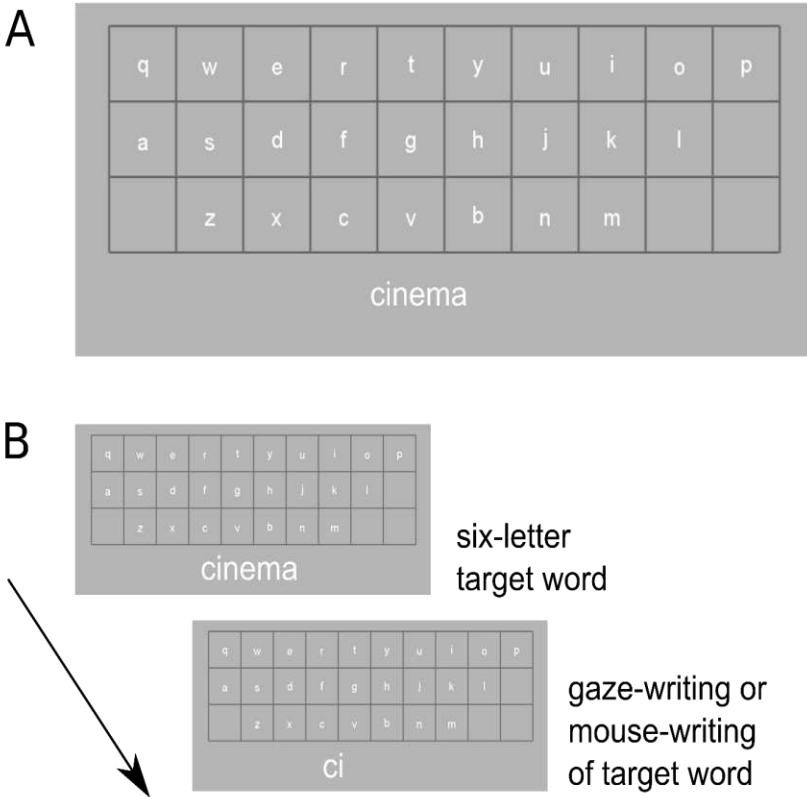 A
q w e r t y u i o p
a s d f g h j k l
z x c v b n m
cinema
B
q w e r t y u i o p
a s d f g h j k l
z x c v b n m
cinema
six-letter
target word
q w e r t y u i o p
a s d f g h j k l
z x c v b n m
ci
gaze-writing or
mouse-writing
of target word